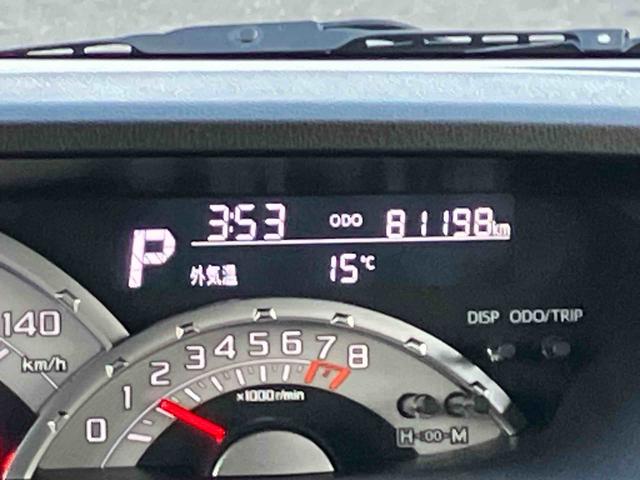 3:53 ODO 81198km
P
外気温 15℃
DISP ODO/TRIP
140
km/h
0 1 2 3 4 5 6 7 8
×1000r/min
H :00 M